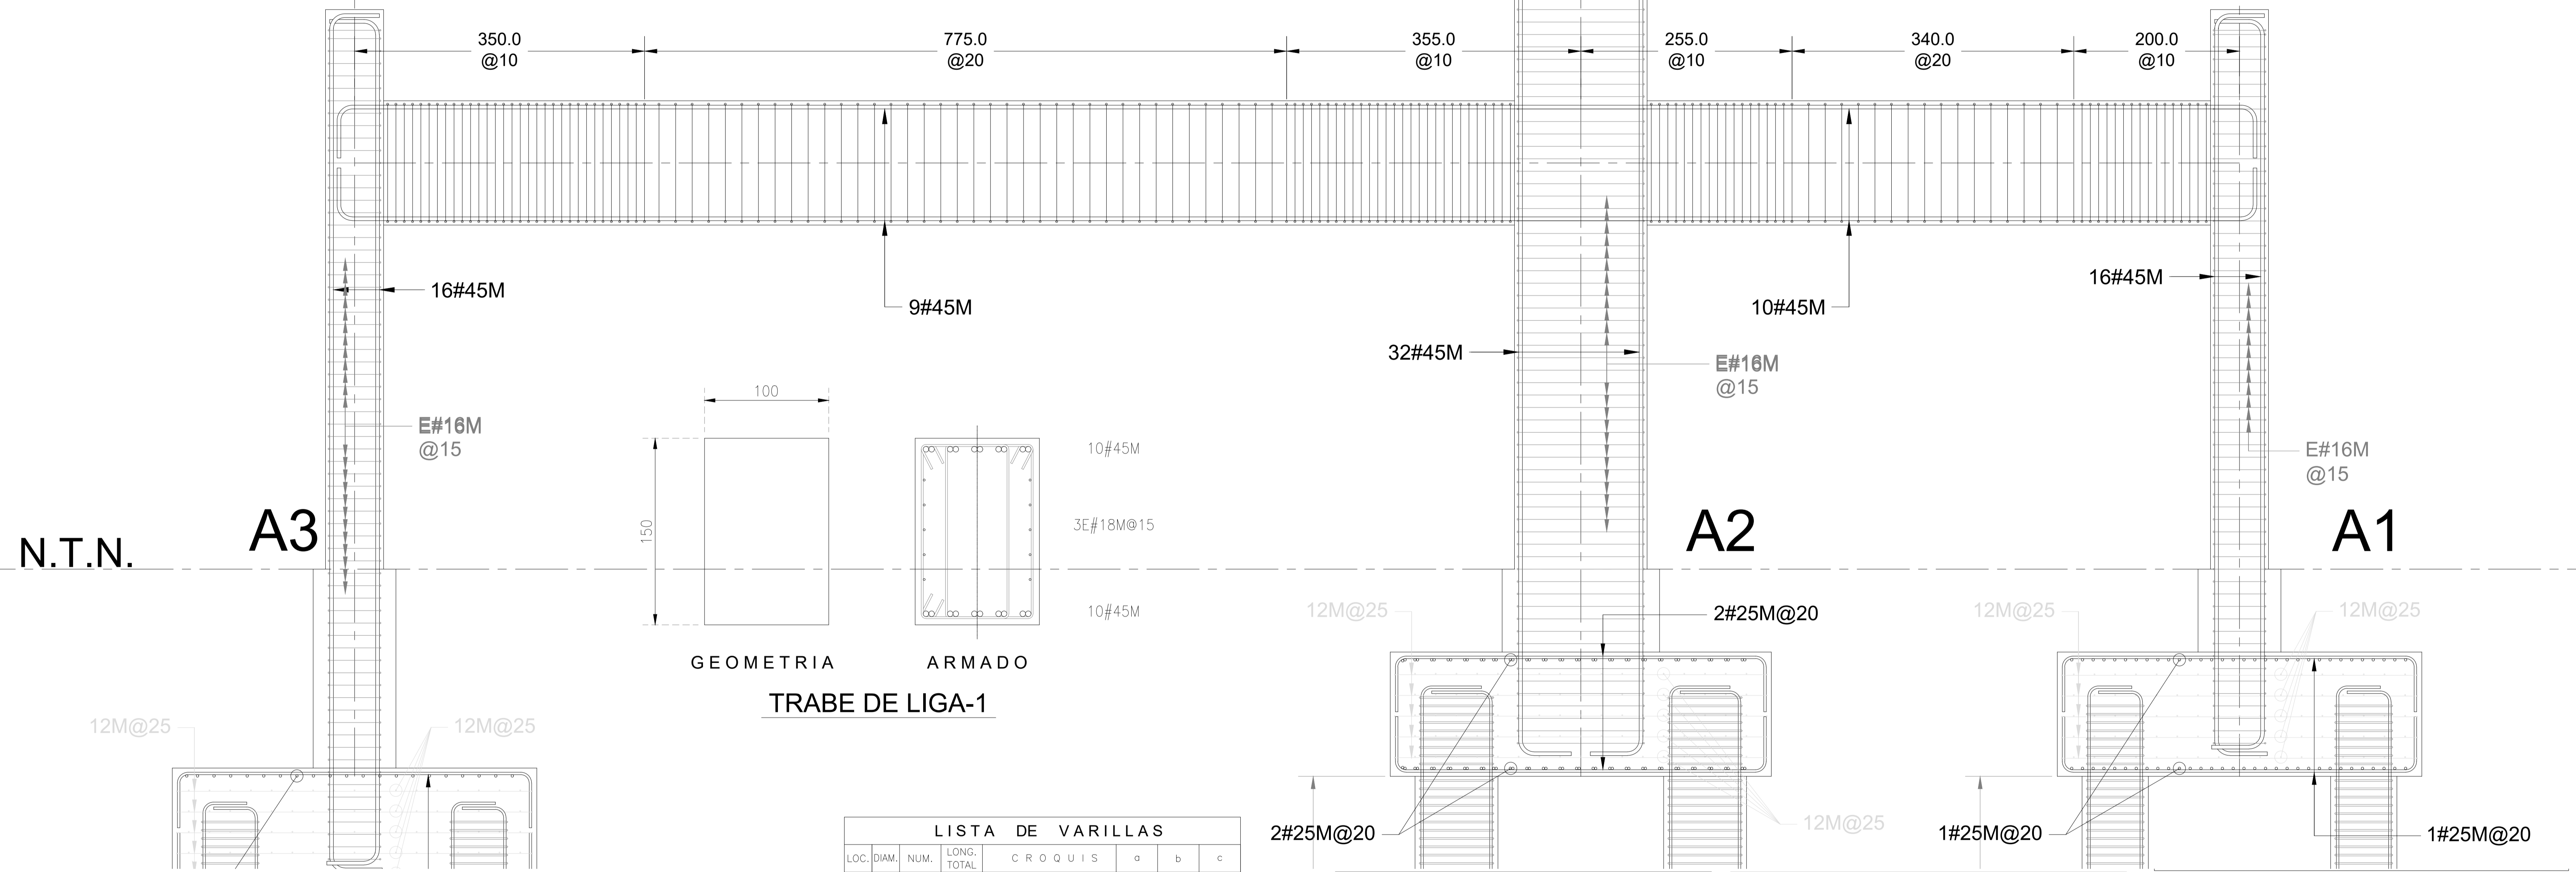 350.0
@10
775.0
@20
355.0
@10
255.0
@10
340.0
@20
200.0
@10
16#45M
9#45M
10#45M
16#45M
32#45M
E#16M
@15
100
E#16M
@15
10#45M
E#16M
@15
3E#18M@15
150
A3
A2
A1
N.T.N.
10#45M
12M@25
2#25M@20
12M@25
12M@25
GEOMETRIA
ARMADO
TRABE DE LIGA-1
12M@25
12M@25
LISTA DE VARILLAS
2#25M@20
12M@25
1#25M@20
1#25M@20
LOC.
DIAM.
NUM.
LONG.
TOTAL
CROQUIS
a
b
c